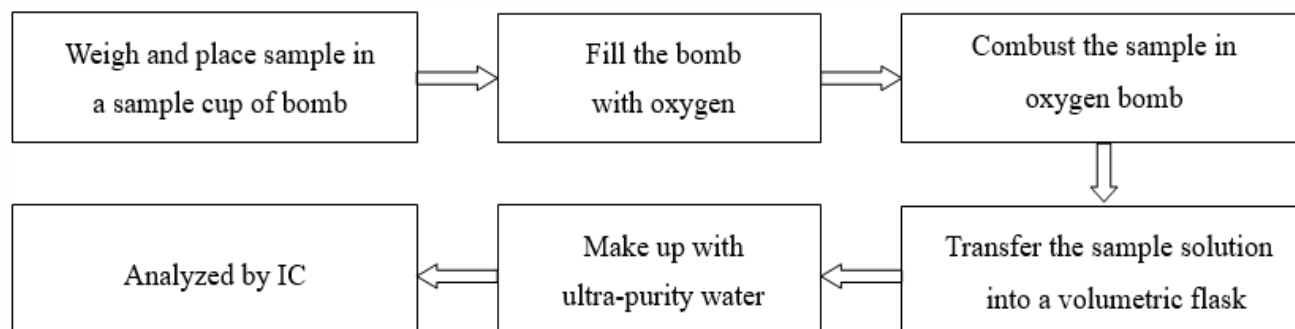 Weigh and place sample in
a sample cup of bomb
Fill the bomb
with oxygen
Combust the sample in
oxygen bomb
Transfer the sample solution
into a volumetric flask
Make up with
ultra-purity water
Analyzed by IC